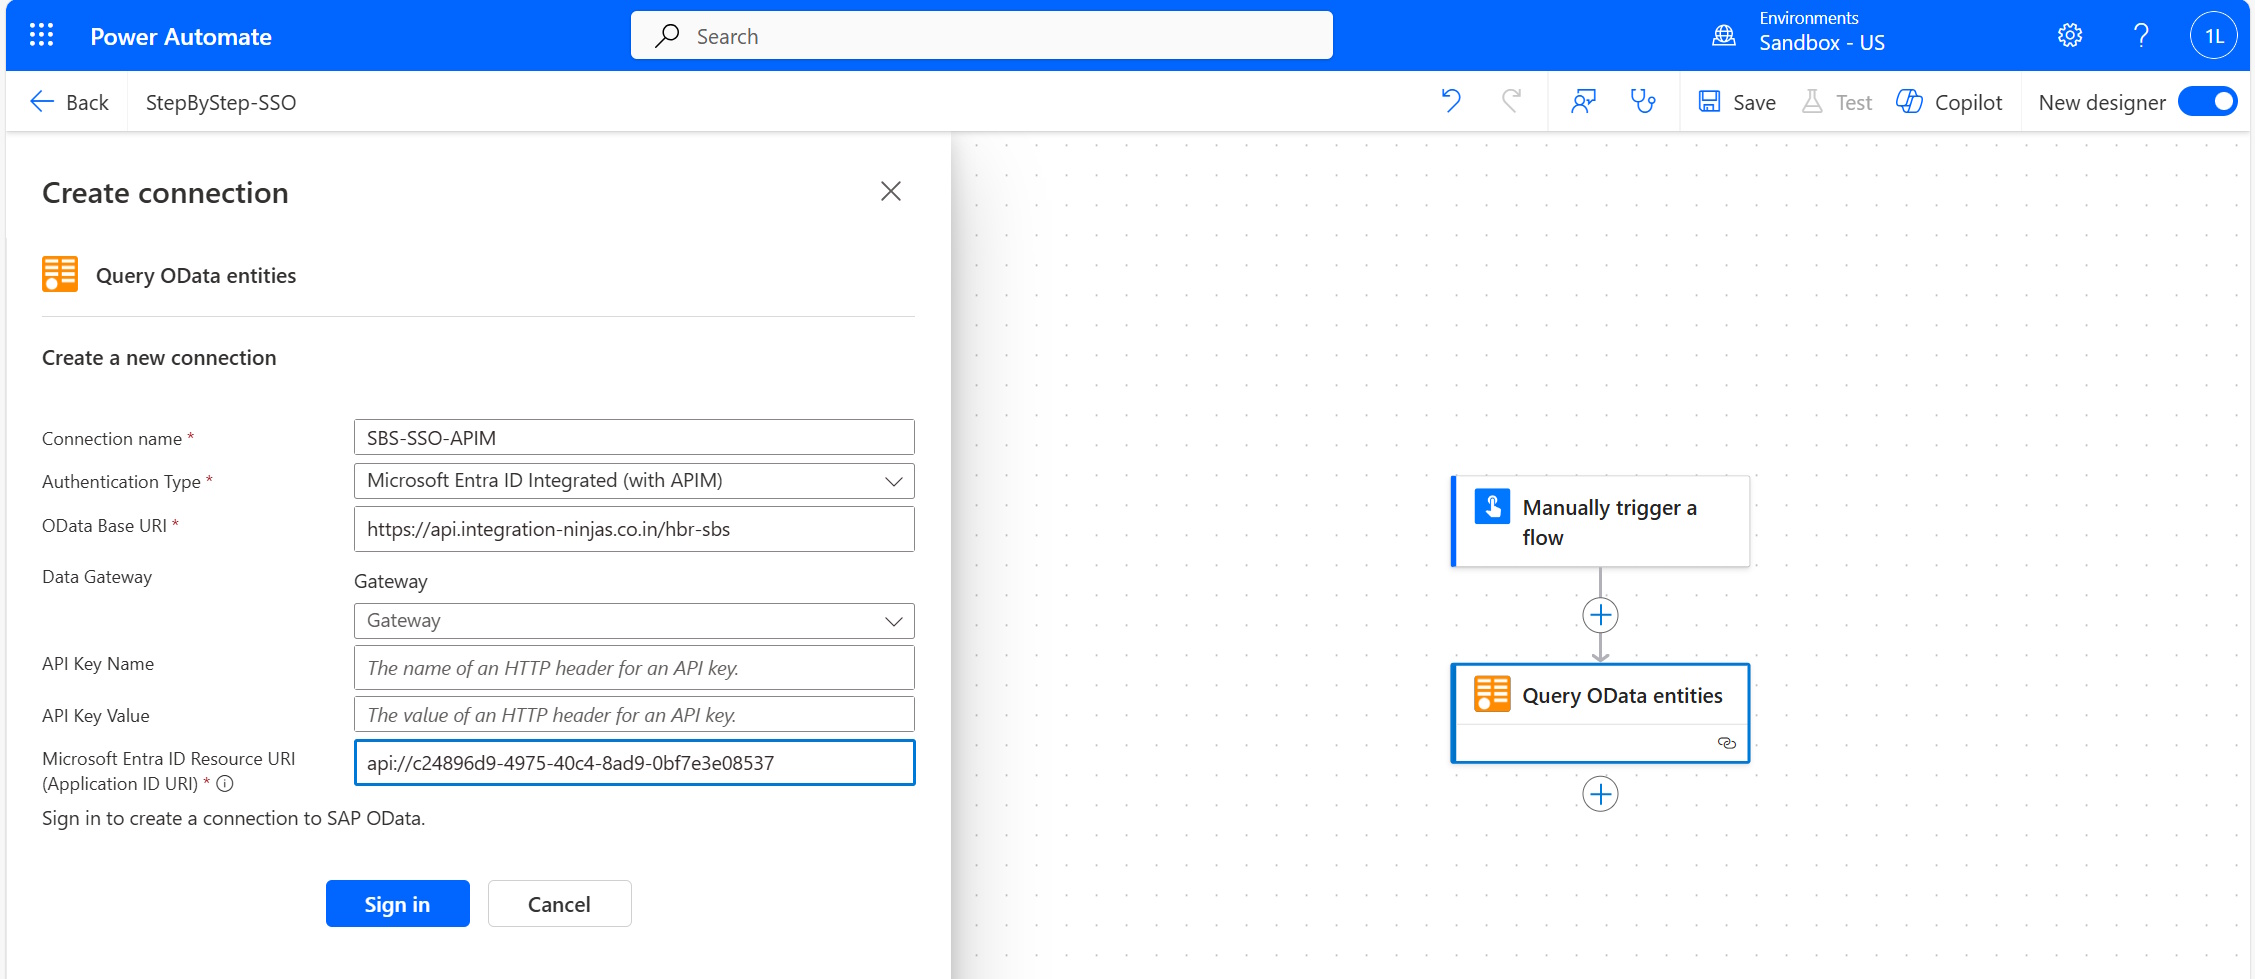 Power Automate
Search
Environments
Sandbox - US
?
1L
Back
StepByStep-SSO
Save
Test
Copilot
New designer
Create connection
Query OData entities
Create a new connection
Connection name *
SBS-SSO-APIM
Authentication Type *
Microsoft Entra ID Integrated (with APIM)
OData Base URI *
https://api.integration-ninjas.co.in/hbr-sbs
Data Gateway
Gateway
Gateway
API Key Name
The name of an HTTP header for an API key.
API Key Value
The value of an HTTP header for an API key.
Microsoft Entra ID Resource URI
(Application ID URI) *
api://c24896d9-4975-40c4-8ad9-0bf7e3e08537
Sign in to create a connection to SAP OData.
Sign in
Cancel
Manually trigger a
flow
Query OData entities